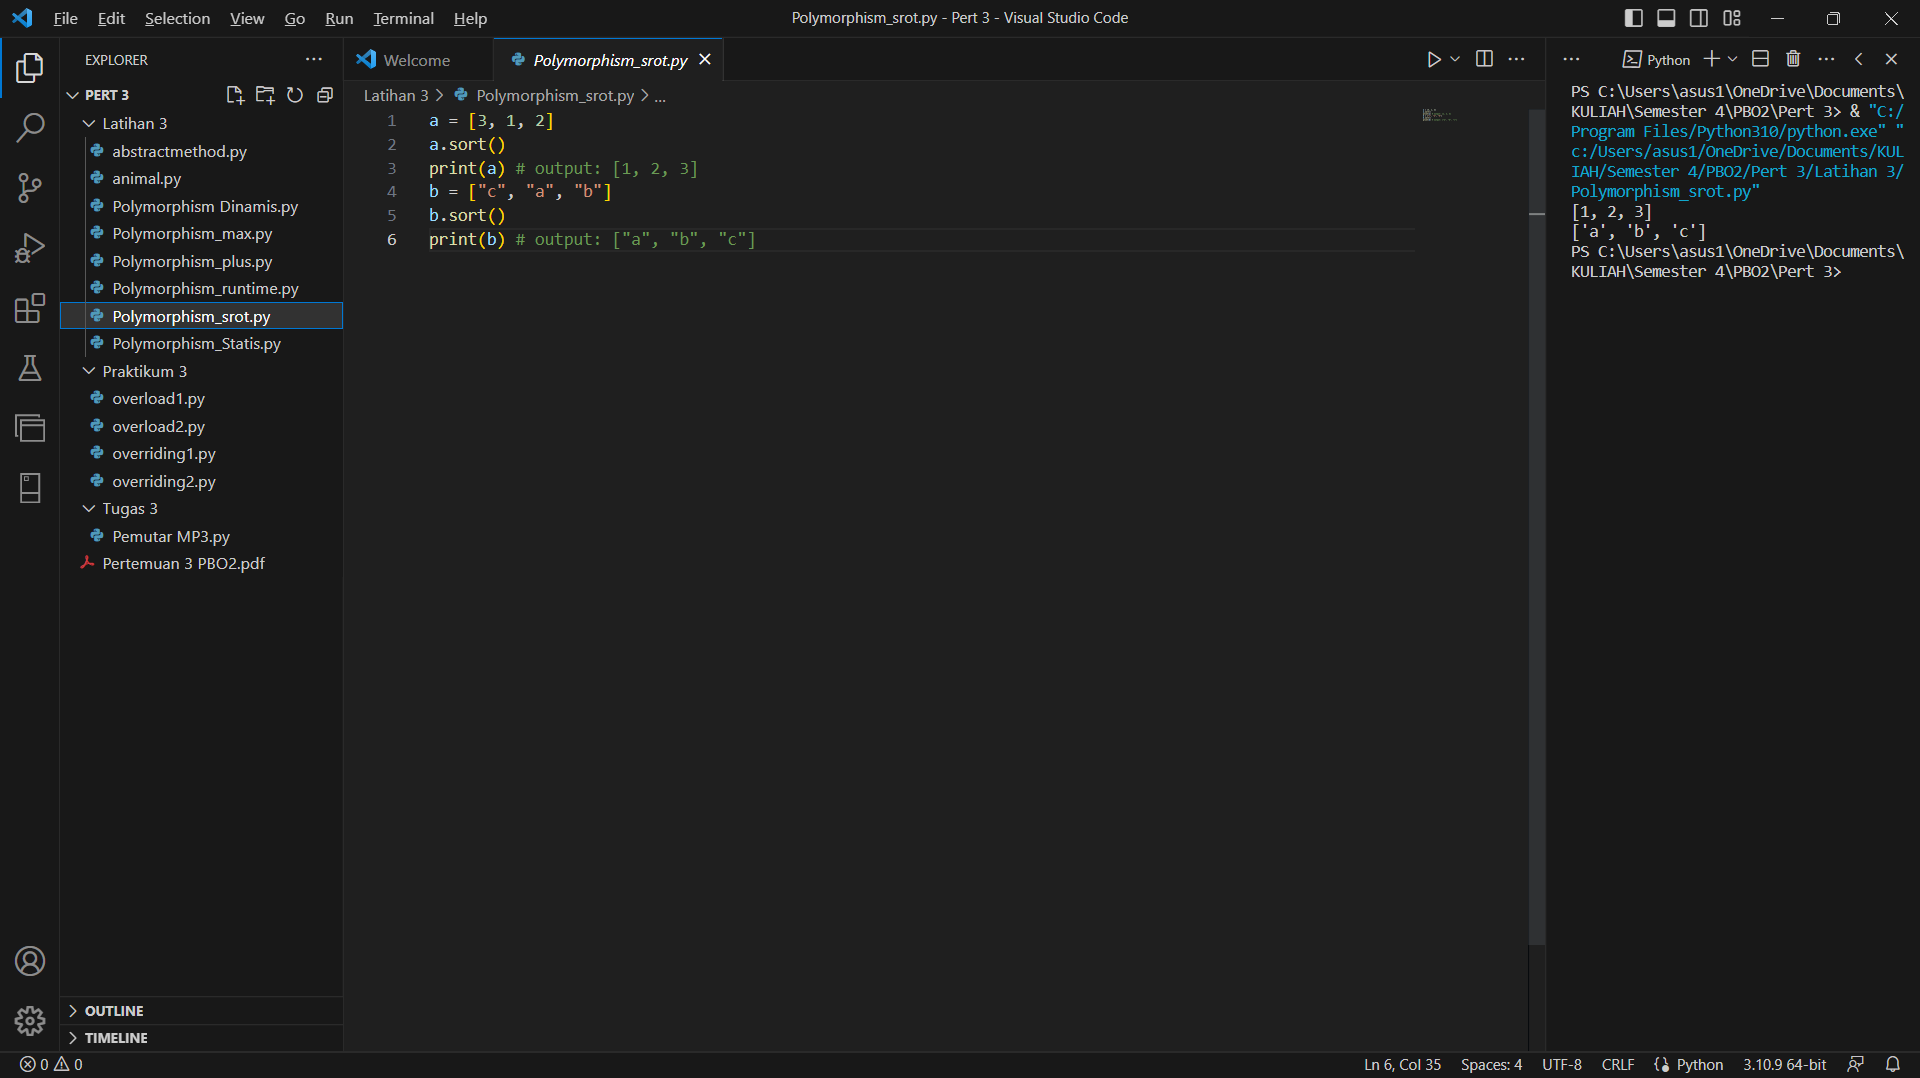 File Edit Selection View Go Run Terminal Help
Polymorphism_srot.py - Pert 3 - Visual Studio Code
EXPLORER
PERT 3
Latihan 3
abstractmethod.py
animal.py
Polymorphism Dinamis.py
Polymorphism_max.py
Polymorphism_plus.py
Polymorphism_runtime.py
Polymorphism_srot.py
Polymorphism_Statis.py
Praktikum 3
overload1.py
overload2.py
overriding1.py
overriding2.py
Tugas 3
Pemutar MP3.py
Pertemuan 3 PBO2.pdf
OUTLINE
TIMELINE
Welcome
Polymorphism_srot.py
Latihan 3 > Polymorphism_srot.py > ...
1 a = [3, 1, 2]
2 a.sort()
3 print(a) # output: [1, 2, 3]
4 b = ["c", "a", "b"]
5 b.sort()
6 print(b) # output: ["a", "b", "c"]
Python
PS C:\Users\asus1\OneDrive\Documents\
KULIAH\Semester 4\PBO2\Pert 3> & "C:/
Program Files/Python310/python.exe" "
c:/Users/asus1/OneDrive/Documents/KUL
IAH/Semester 4/PBO2/Pert 3/Latihan 3/
Polymorphism_srot.py"
[1, 2, 3]
['a', 'b', 'c']
PS C:\Users\asus1\OneDrive\Documents\
KULIAH\Semester 4\PBO2\Pert 3>
0 0
Ln 6, Col 35 Spaces: 4 UTF-8 CRLF Python 3.10.9 64-bit